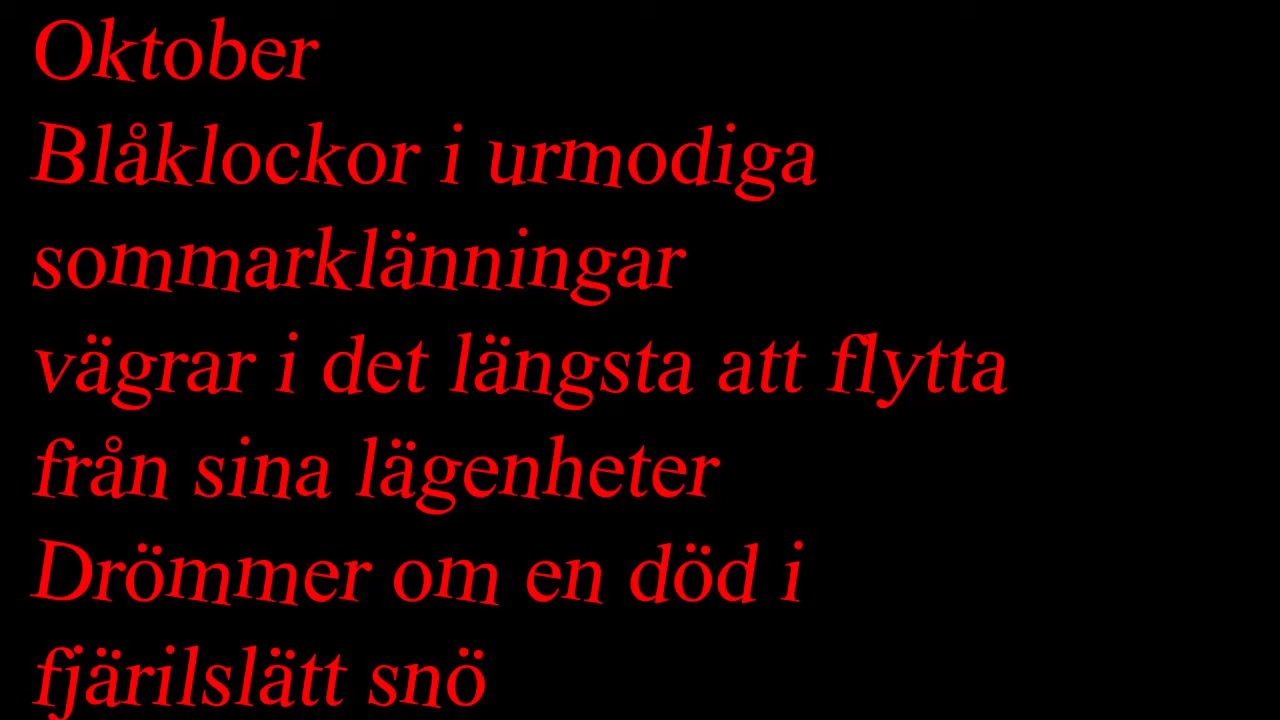 Oktober
Blåklockor i urmodiga
sommarklänningar
vägrar i det längsta att flytta
från sina lägenheter
Drömmer om en död i
fjärilslätt snö